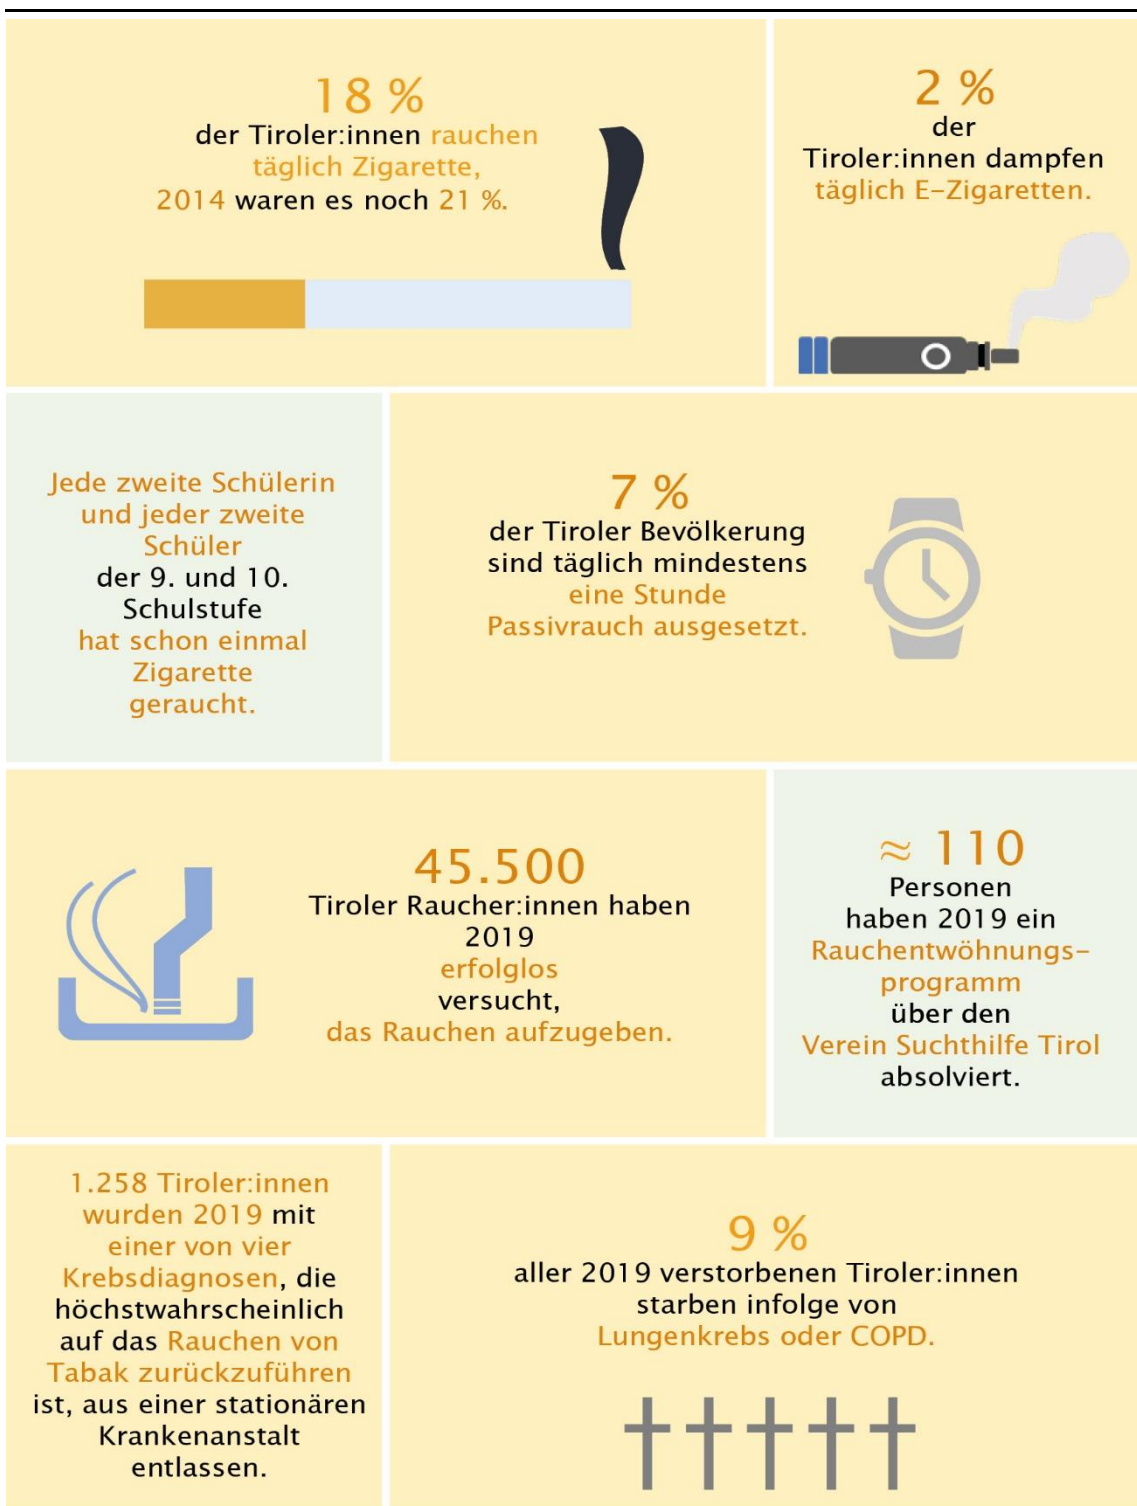 18 %
der Tiroler:innen rauchen
täglich Zigarette,
2014 waren es noch 21 %.
2 %
der
Tiroler:innen dampfen
täglich E-Zigaretten.
Jede zweite Schülerin
und jeder zweite
Schüler
der 9. und 10.
Schulstufe
hat schon einmal
Zigarette
geraucht.
7 %
der Tiroler Bevölkerung
sind täglich mindestens
eine Stunde
Passivrauch ausgesetzt.
45.500
Tiroler Raucher:innen haben
2019
erfolglos
versucht,
das Rauchen aufzugeben.
≈ 110
Personen
haben 2019 ein
Rauchentwöhnungs-
programm
über den
Verein Suchthilfe Tirol
absolviert.
1.258 Tiroler:innen
wurden 2019 mit
einer von vier
Krebsdiagnosen, die
höchstwahrscheinlich
auf das Rauchen von
Tabak zurückzuführen
ist, aus einer stationären
Krankenanstalt
entlassen.
9 %
aller 2019 verstorbenen Tiroler:innen
starben infolge von
Lungenkrebs oder COPD.